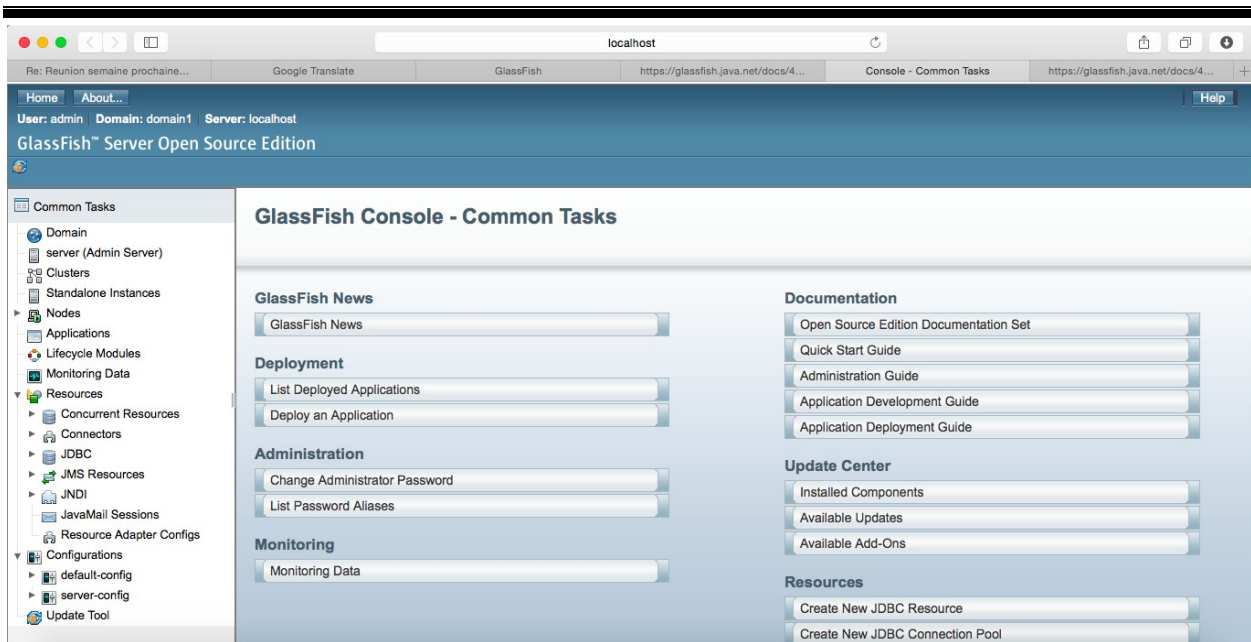 localhost
Re: Reunion semaine prochaine...
Google Translate
GlassFish
https://glassfish.java.net/docs/4...
Console - Common Tasks
https://glassfish.java.net/docs/4...
Home About... Help
User: admin Domain: domain1 Server: localhost
GlassFish™ Server Open Source Edition
Common Tasks
Domain
server (Admin Server)
Clusters
Standalone Instances
Nodes
Applications
Lifecycle Modules
Monitoring Data
Resources
Concurrent Resources
Connectors
JDBC
JMS Resources
JNDI
JavaMail Sessions
Resource Adapter Configs
Configurations
default-config
server-config
Update Tool
GlassFish Console - Common Tasks
GlassFish News
GlassFish News
Deployment
List Deployed Applications
Deploy an Application
Administration
Change Administrator Password
List Password Aliases
Monitoring
Monitoring Data
Documentation
Open Source Edition Documentation Set
Quick Start Guide
Administration Guide
Application Development Guide
Application Deployment Guide
Update Center
Installed Components
Available Updates
Available Add-Ons
Resources
Create New JDBC Resource
Create New JDBC Connection Pool